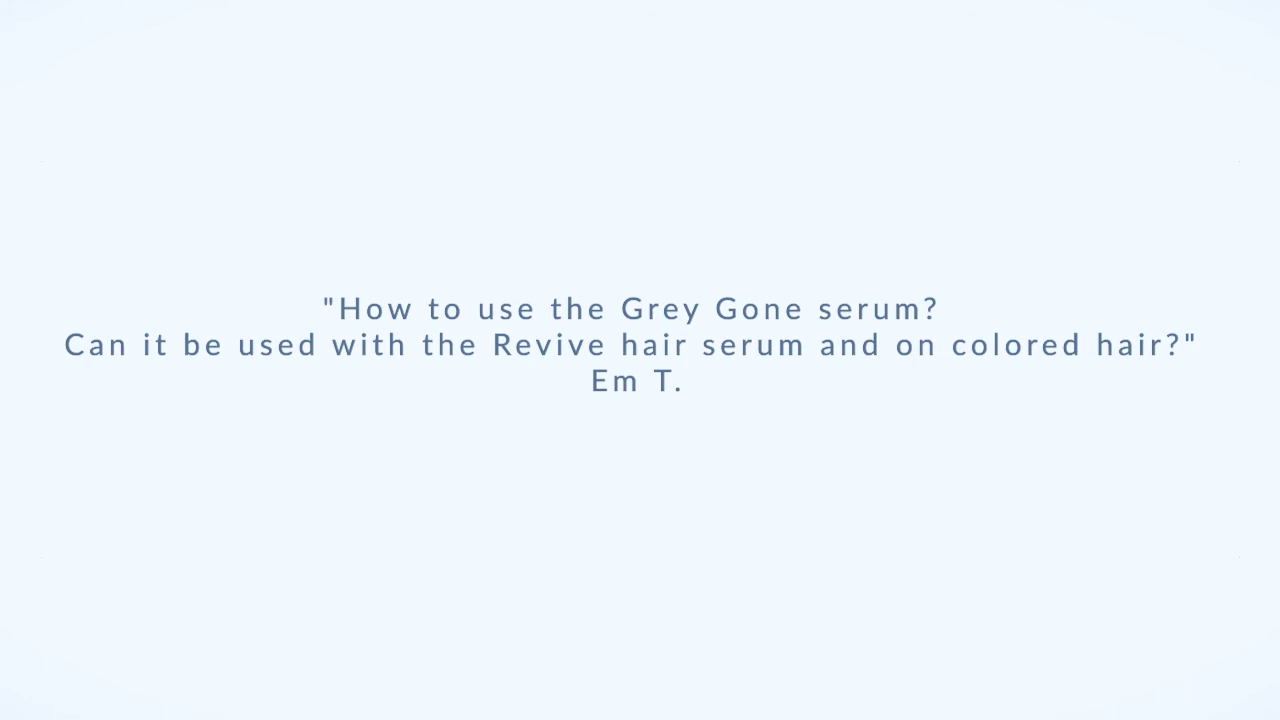 "How to use the Grey Gone serum?
Can it be used with the Revive hair serum and on colored hair?"
Em T.